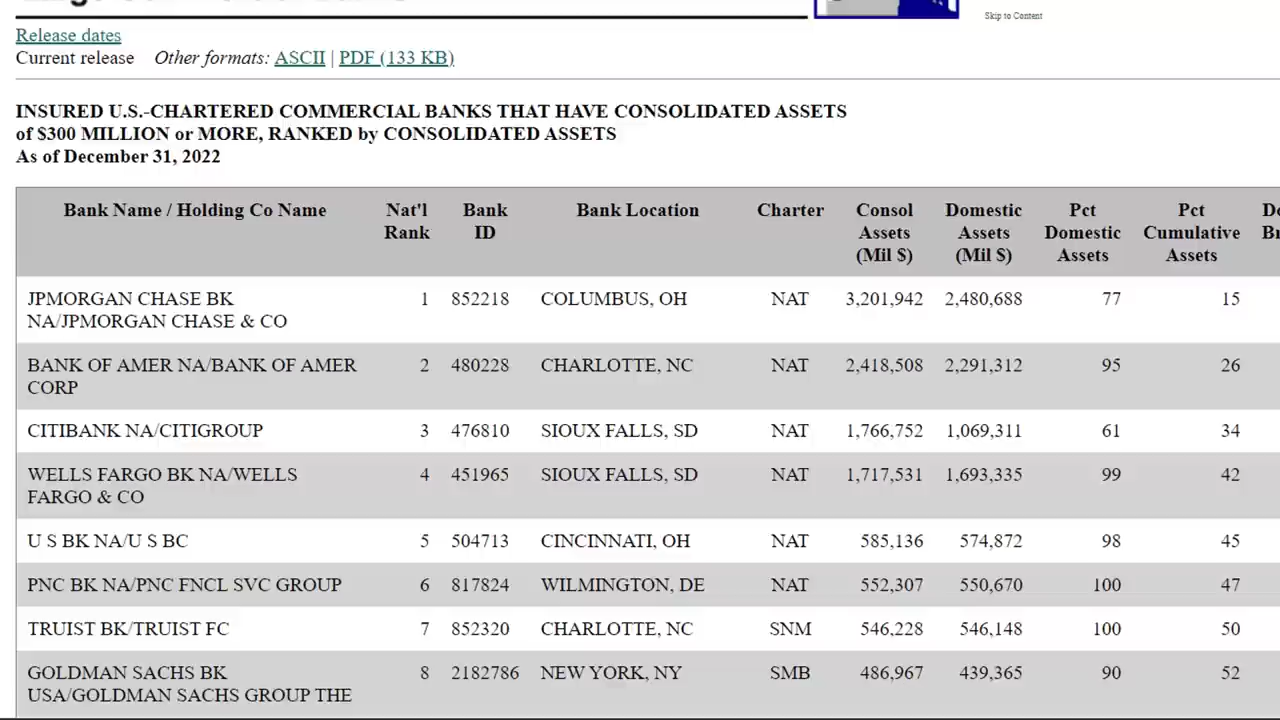 Skip to Content
Release dates
Current release Other formats: ASCII | PDF (133 KB)
INSURED U.S.-CHARTERED COMMERCIAL BANKS THAT HAVE CONSOLIDATED ASSETS
of $300 MILLION or MORE, RANKED by CONSOLIDATED ASSETS
As of December 31, 2022
Bank Name / Holding Co Name Nat'l Bank Bank Location Charter Consol Domestic Pct Pct
Rank ID Assets Assets Domestic Cumulative
(Mil $) (Mil $) Assets Assets
JPMORGAN CHASE BK 1 852218 COLUMBUS, OH NAT 3,201,942 2,480,688 77 15
NA/JPMORGAN CHASE & CO
BANK OF AMER NA/BANK OF AMER 2 480228 CHARLOTTE, NC NAT 2,418,508 2,291,312 95 26
CORP
CITIBANK NA/CITIGROUP 3 476810 SIOUX FALLS, SD NAT 1,766,752 1,069,311 61 34
WELLS FARGO BK NA/WELLS 4 451965 SIOUX FALLS, SD NAT 1,717,531 1,693,335 99 42
FARGO & CO
U S BK NA/U S BC 5 504713 CINCINNATI, OH NAT 585,136 574,872 98 45
PNC BK NA/PNC FNCL SVC GROUP 6 817824 WILMINGTON, DE NAT 552,307 550,670 100 47
TRUIST BK/TRUIST FC 7 852320 CHARLOTTE, NC SNM 546,228 546,148 100 50
GOLDMAN SACHS BK 8 2182786 NEW YORK, NY SMB 486,967 439,365 90 52
USA/GOLDMAN SACHS GROUP THE